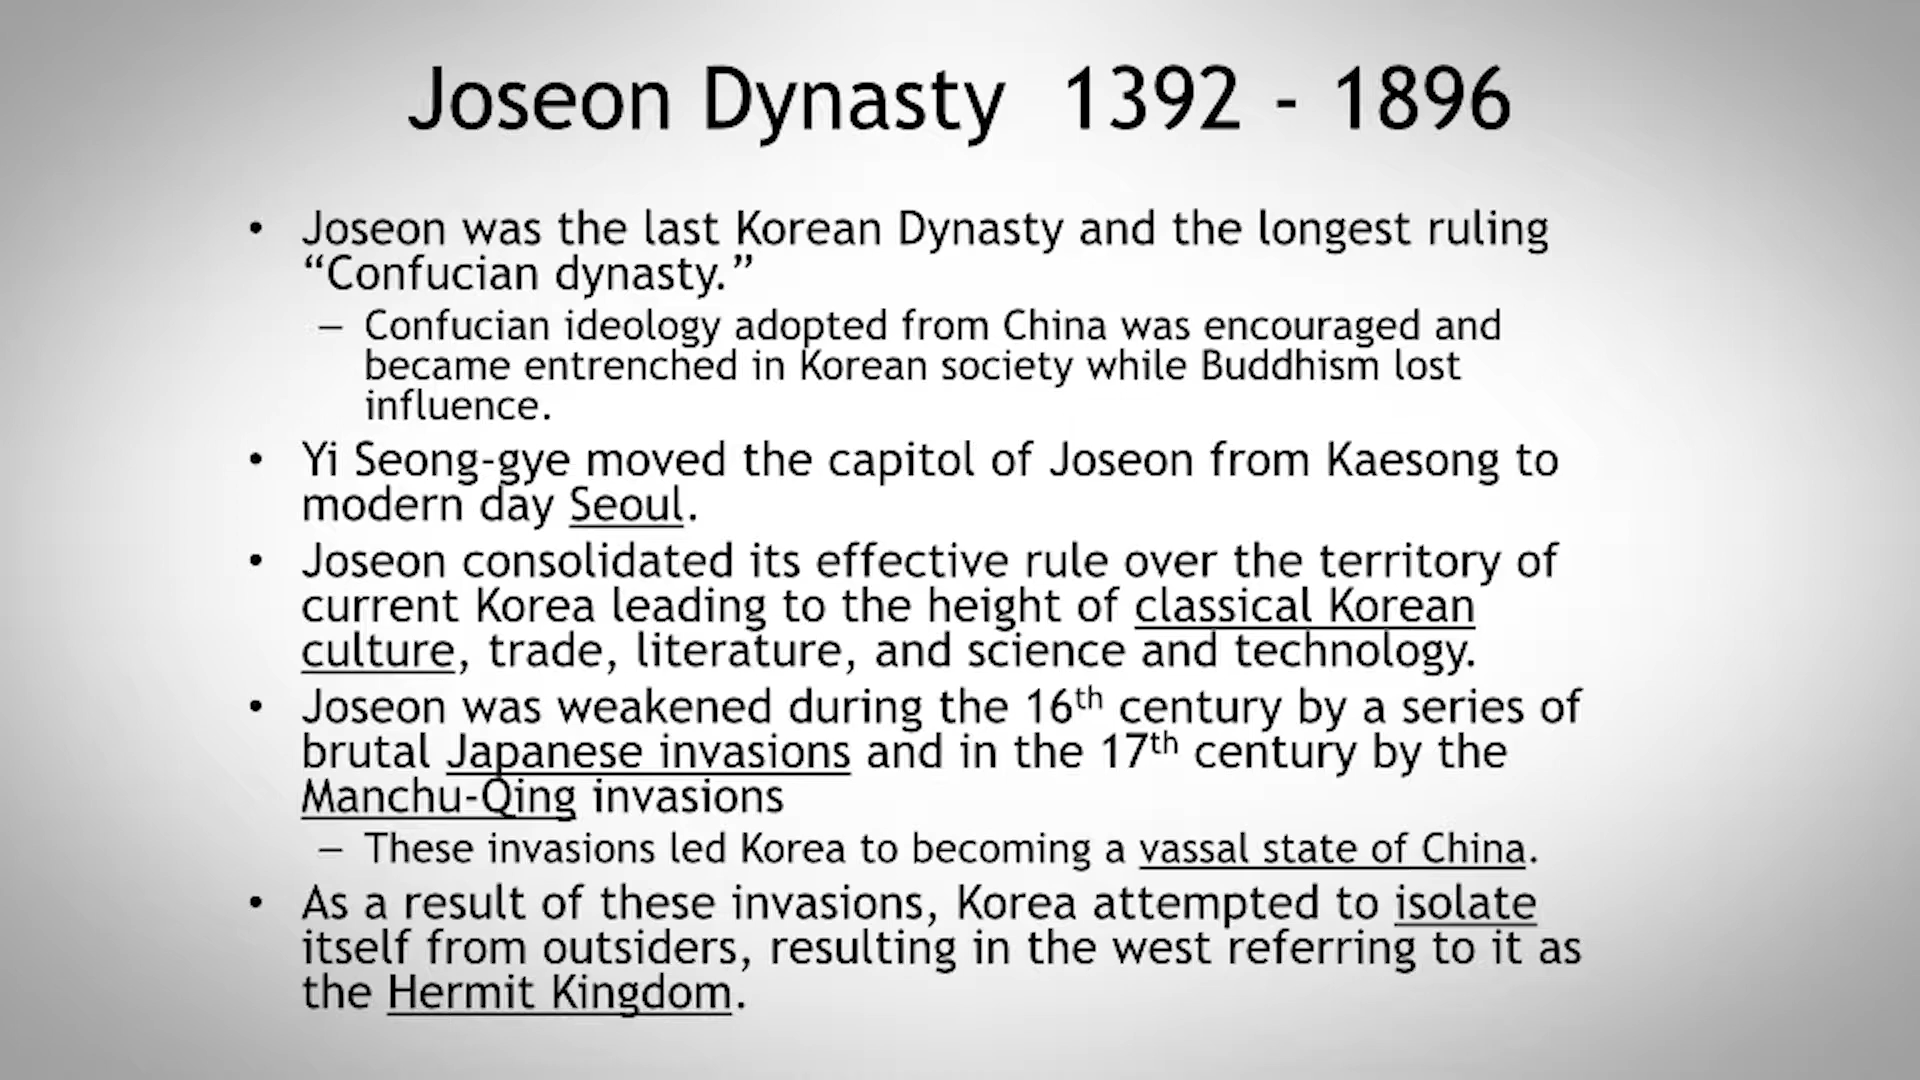 Joseon Dynasty  1392 - 1896
• Joseon was the last Korean Dynasty and the longest ruling
“Confucian dynasty.”
– Confucian ideology adopted from China was encouraged and
became entrenched in Korean society while Buddhism lost
influence.
• Yi Seong-gye moved the capitol of Joseon from Kaesong to
modern day Seoul.
• Joseon consolidated its effective rule over the territory of
current Korea leading to the height of classical Korean
culture, trade, literature, and science and technology.
• Joseon was weakened during the 16th century by a series of
brutal Japanese invasions and in the 17th century by the
Manchu-Qing invasions
– These invasions led Korea to becoming a vassal state of China.
• As a result of these invasions, Korea attempted to isolate
itself from outsiders, resulting in the west referring to it as
the Hermit Kingdom.